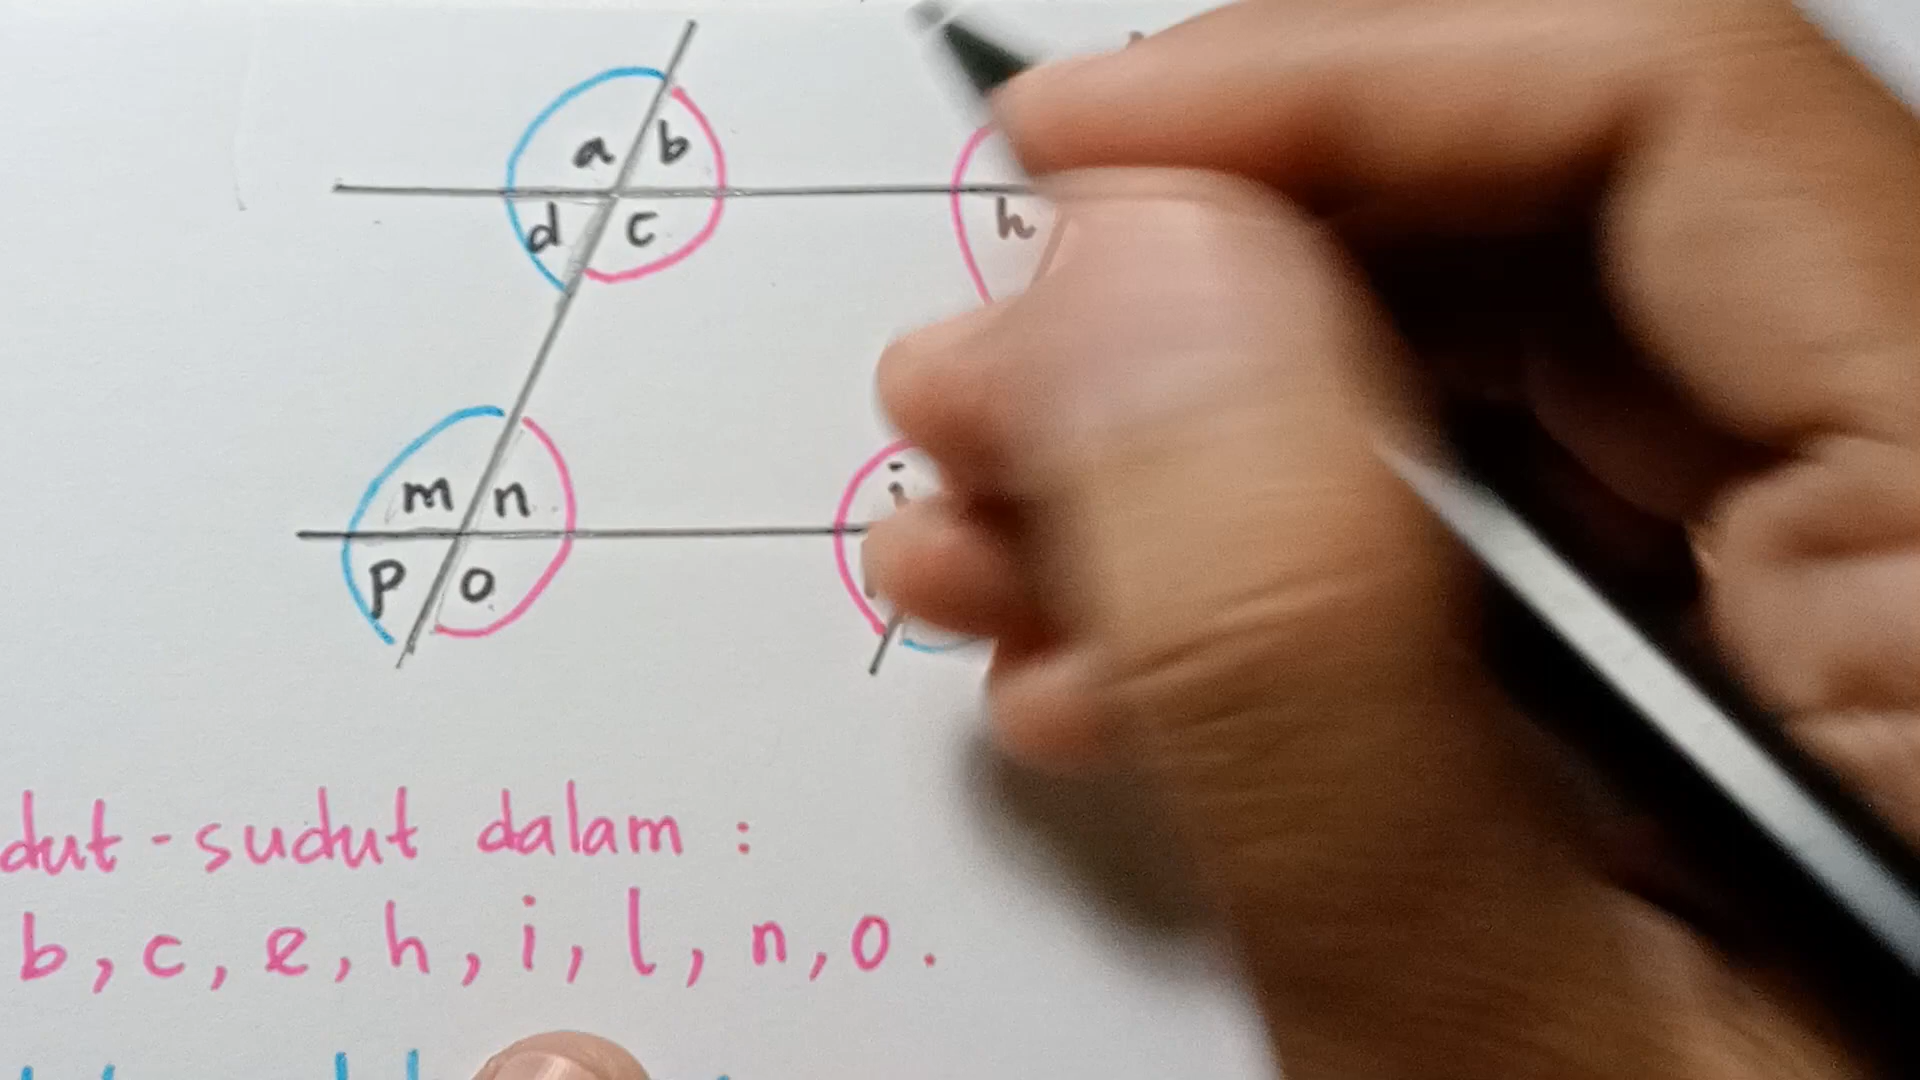 a b
d c h
m n i
p o
dut-sudut dalam :
b, c, e, h, i, l, n, o.